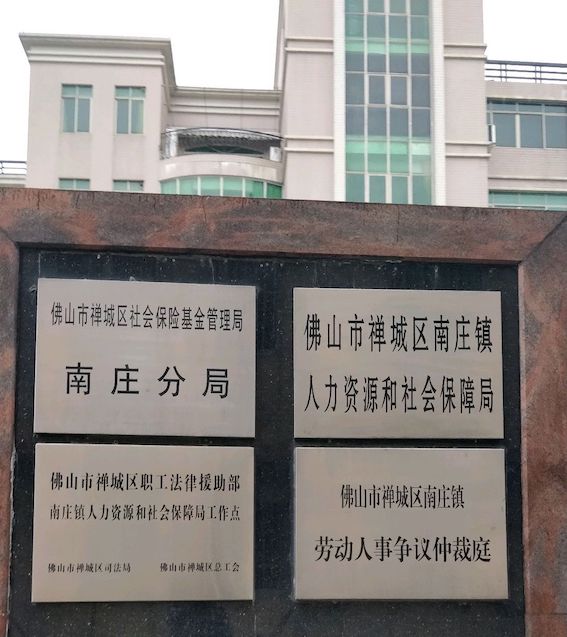 佛山市禅城区社会保险基金管理局
南庄分局
佛山市禅城区南庄镇
人力资源和社会保障局
佛山市禅城区职工法律援助部
南庄镇人力资源和社会保障局工作点
佛山市禅城区司法局 佛山市禅城区总工会
佛山市禅城区南庄镇
劳动人事争议仲裁庭